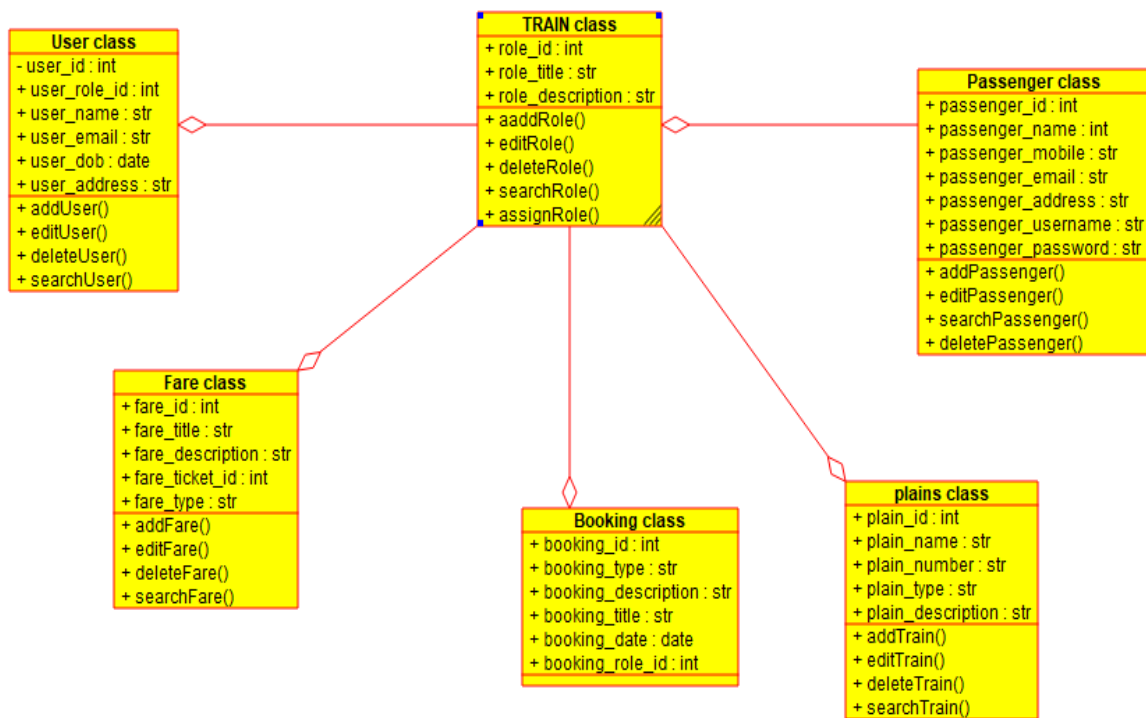 User class
- user_id : int
+ user_role_id : int
+ user_name : str
+ user_email : str
+ user_dob : date
+ user_address : str
+ addUser()
+ editUser()
+ deleteUser()
+ searchUser()
TRAIN class
+ role_id : int
+ role_title : str
+ role_description : str
+ aaddRole()
+ editRole()
+ deleteRole()
+ searchRole()
+ assignRole()
Passenger class
+ passenger_id : int
+ passenger_name : int
+ passenger_mobile : str
+ passenger_email : str
+ passenger_address : str
+ passenger_username : str
+ passenger_password : str
+ addPassenger()
+ editPassenger()
+ searchPassenger()
+ deletePassenger()
Fare class
+ fare_id : int
+ fare_title : str
+ fare_description : str
+ fare_ticket_id : int
+ fare_type : str
+ addFare()
+ editFare()
+ deleteFare()
+ searchFare()
Booking class
+ booking_id : int
+ booking_type : str
+ booking_description : str
+ booking_title : str
+ booking_date : date
+ booking_role_id : int
plains class
+ plain_id : int
+ plain_name : str
+ plain_number : str
+ plain_type : str
+ plain_description : str
+ addTrain()
+ editTrain()
+ deleteTrain()
+ searchTrain()